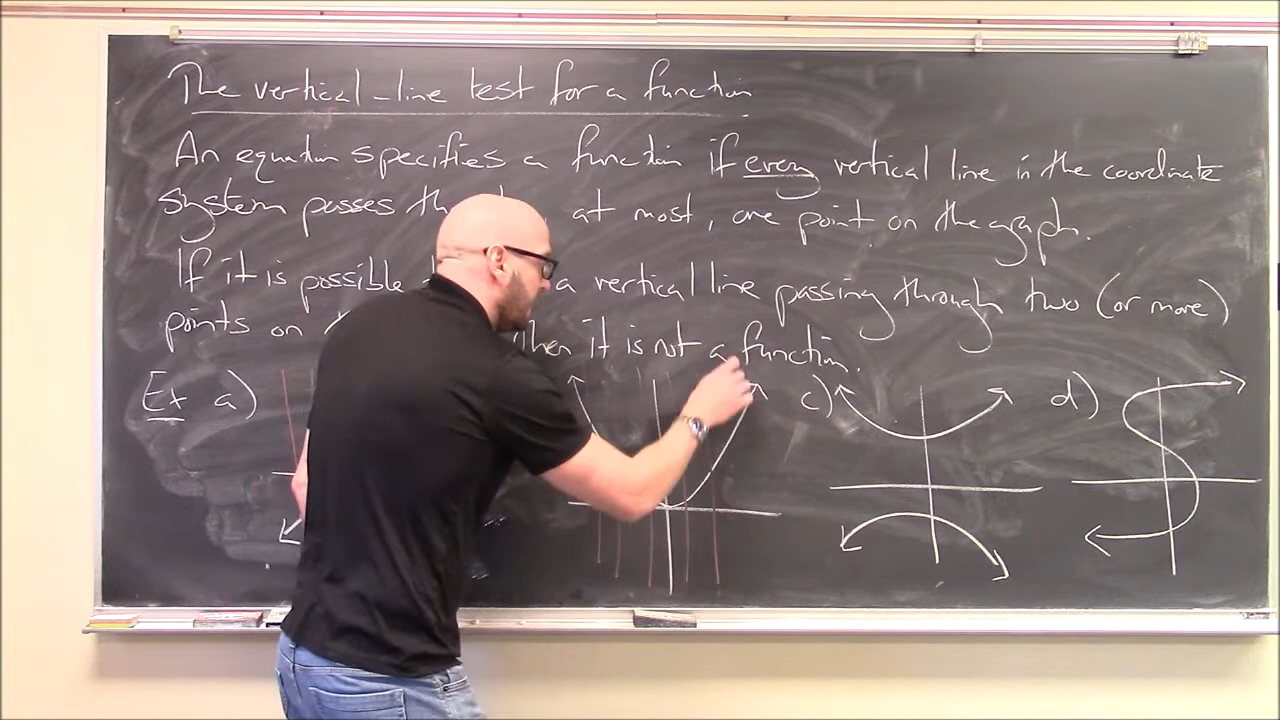 The vertical-line test for a function
An equation specifies a function if every vertical line in the coordinate
system passes at most, one point on the graph.
If it is possible a vertical line passing through two (or more)
points on then it is not a function.
Ex a) c) d)